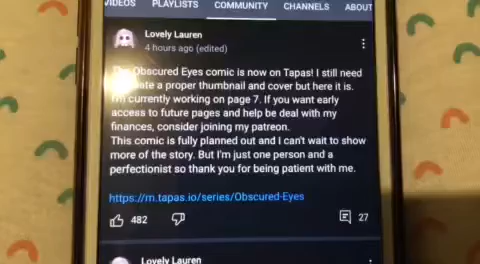 VIDEOS PLAYLISTS COMMUNITY CHANNELS ABOUT
Lovely Lauren
4 hours ago (edited)
The Obscured Eyes comic is now on Tapas! I still need
a proper thumbnail and cover but here it is.
I'm currently working on page 7. If you want early
access to future pages and help be deal with my
finances, consider joining my patreon.
This comic is fully planned out and I can't wait to show
more of the story. But I'm just one person and a
perfectionist so thank you for being patient with me.
https://m.tapas.io/series/Obscured-Eyes
482
27
Lovely Lauren